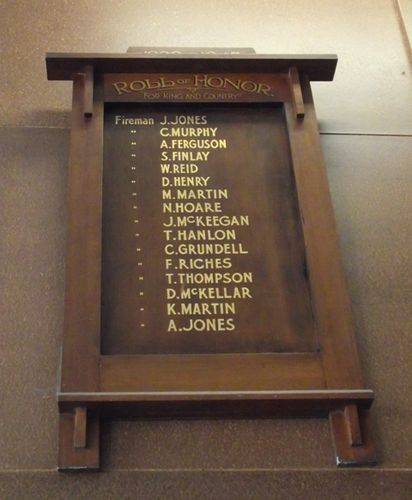 ROLL OF HONOR
FOR KING AND COUNTRY
Fireman J. JONES
" C. MURPHY
" A. FERGUSON
" S. FINLAY
" W. REID
" D. HENRY
" M. MARTIN
" N. HOARE
" J. McKEEGAN
" T. HANLON
" C. GRUNDELL
" F. RICHES
" T. THOMPSON
" D. McKELLAR
" K. MARTIN
" A. JONES